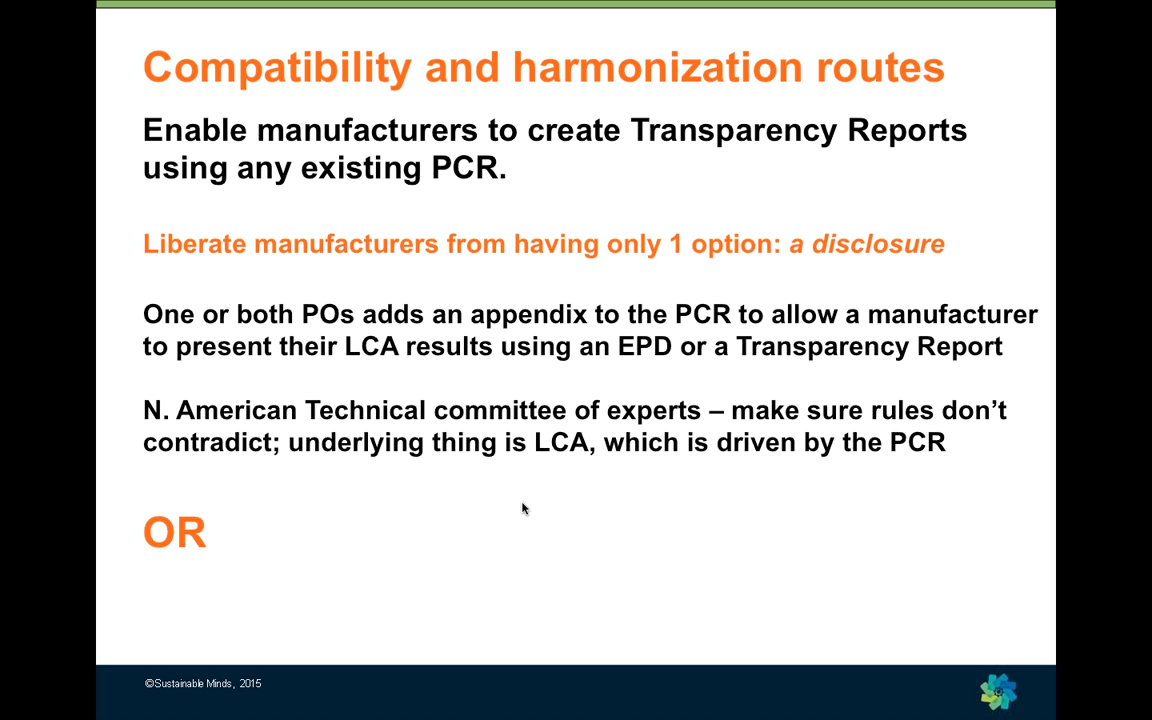 Compatibility and harmonization routes
Enable manufacturers to create Transparency Reports
using any existing PCR.
Liberate manufacturers from having only 1 option: a disclosure
One or both POs adds an appendix to the PCR to allow a manufacturer
to present their LCA results using an EPD or a Transparency Report
N. American Technical committee of experts – make sure rules don’t
contradict; underlying thing is LCA, which is driven by the PCR
OR
©Sustainable Minds, 2015